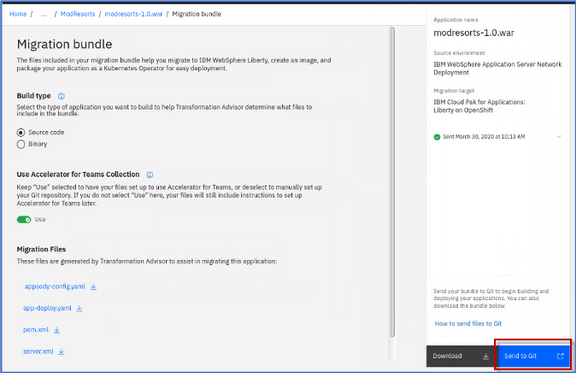 Home / ... / ModResorts / modresorts-1.0.war / Migration bundle
Migration bundle
The files included in your migration bundle help you migrate to IBM WebSphere Liberty, create an image, and
package your application as a Kubernetes Operator for easy deployment.
Build type
Select the type of application you want to build to help Transformation Advisor determine what files to
include in the bundle.
Source code
Binary
Use Accelerator for Teams Collection
Keep "Use" selected to have your files set up to use Accelerator for Teams, or deselect to manually set up
your Git repository. If you do not select "Use" here, your files will still include instructions to set up
Accelerator for Teams later.
Use
Migration Files
These files are generated by Transformation Advisor to assist in migrating this application:
.appsody-config.yaml
app-deploy.yaml
pom.xml
server.xml
Application name
modresorts-1.0.war
Source environment
IBM WebSphere Application Server Network
Deployment
Migration target
IBM Cloud Pak for Applications:
Liberty on OpenShift
Sent March 30, 2020 at 10:13 AM
Send your bundle to Git to begin building and
deploying your applications. You can also
download the bundle below.
How to send files to Git
Download
Send to Git